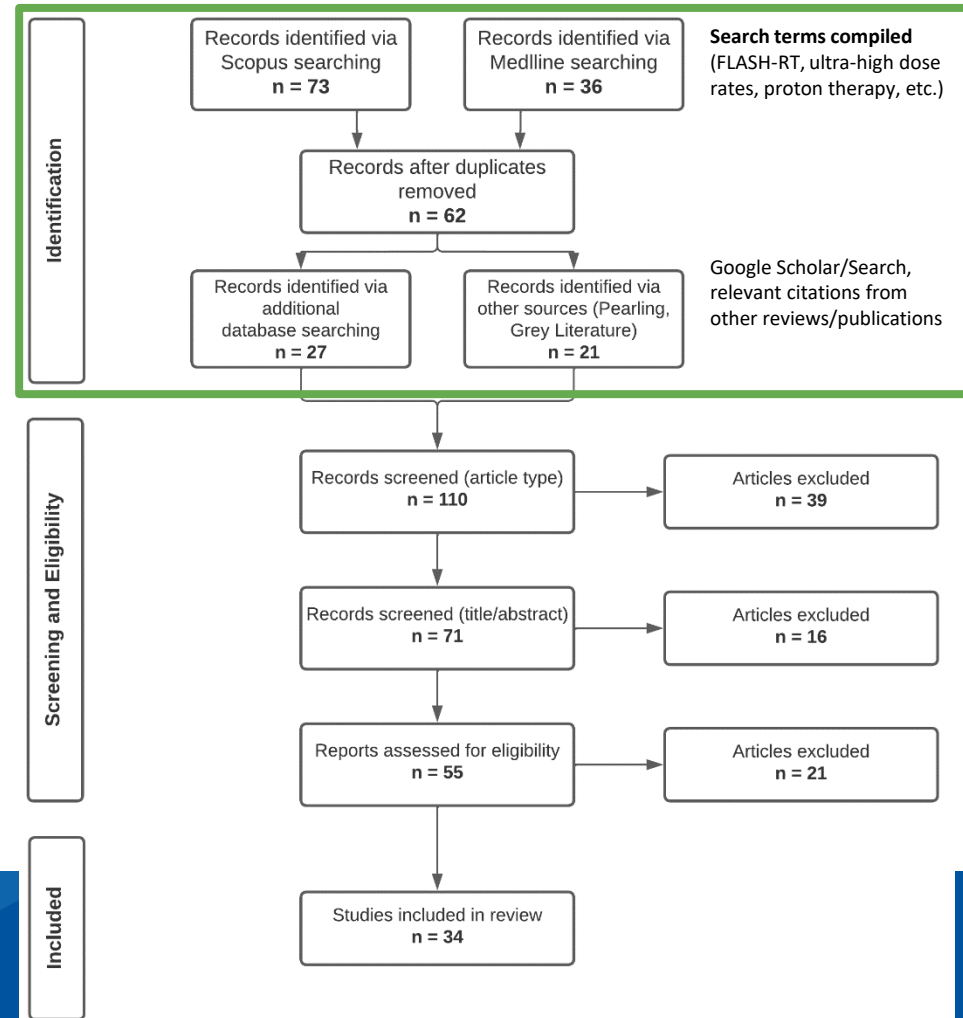 Identification
Records identified via
Scopus searching
n = 73
Records identified via
Medlline searching
n = 36
Search terms compiled
(FLASH-RT, ultra-high dose
rates, proton therapy, etc.)
Records after duplicates
removed
n = 62
Records identified via
additional
database searching
n = 27
Records identified via
other sources (Pearling,
Grey Literature)
n = 21
Google Scholar/Search,
relevant citations from
other reviews/publications
Screening and Eligibility
Records screened (article type)
n = 110
Articles excluded
n = 39
Records screened (title/abstract)
n = 71
Articles excluded
n = 16
Reports assessed for eligibility
n = 55
Articles excluded
n = 21
Included
Studies included in review
n = 34